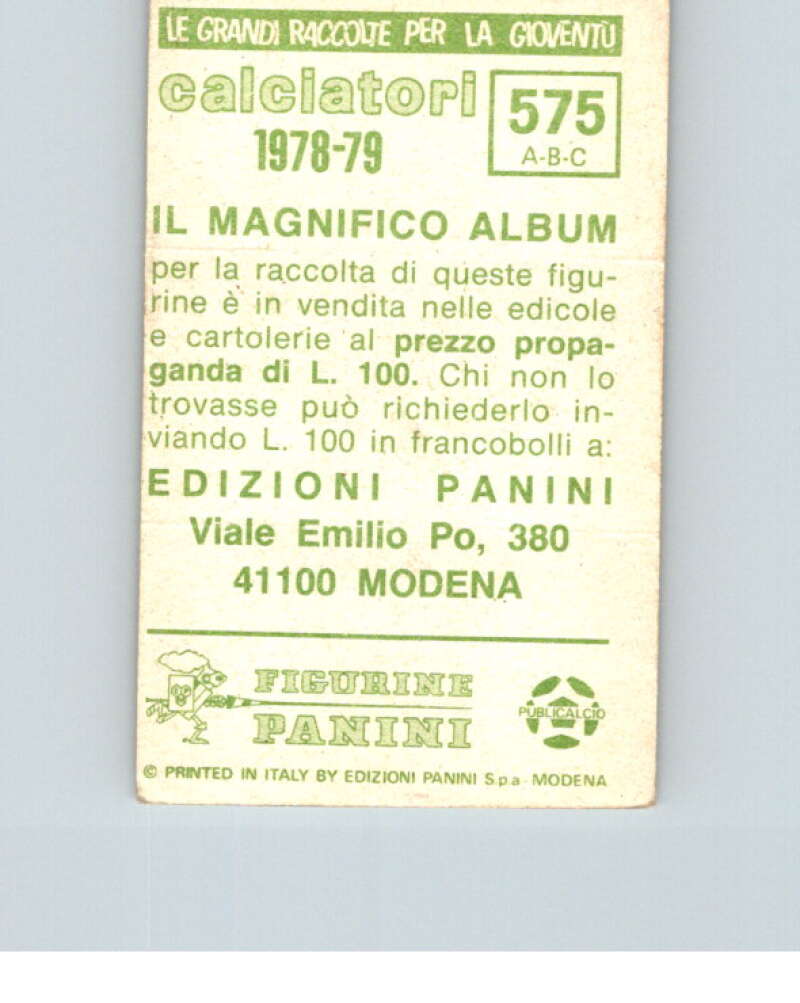 LE GRANDI RACCOLTE PER LA GIOVENTÙ
calciatori
1978-79
575
A-B-C
IL MAGNIFICO ALBUM
per la raccolta di queste figu-
rine è in vendita nelle edicole
e cartolerie al prezzo propa-
ganda di L. 100. Chi non lo
trovasse può richiederlo in-
viando L. 100 in francobolli a:
EDIZIONI PANINI
Viale Emilio Po, 380
41100 MODENA
FIGURINE
PANINI
PUBLICALCIO
© PRINTED IN ITALY BY EDIZIONI PANINI S.p.a. MODENA